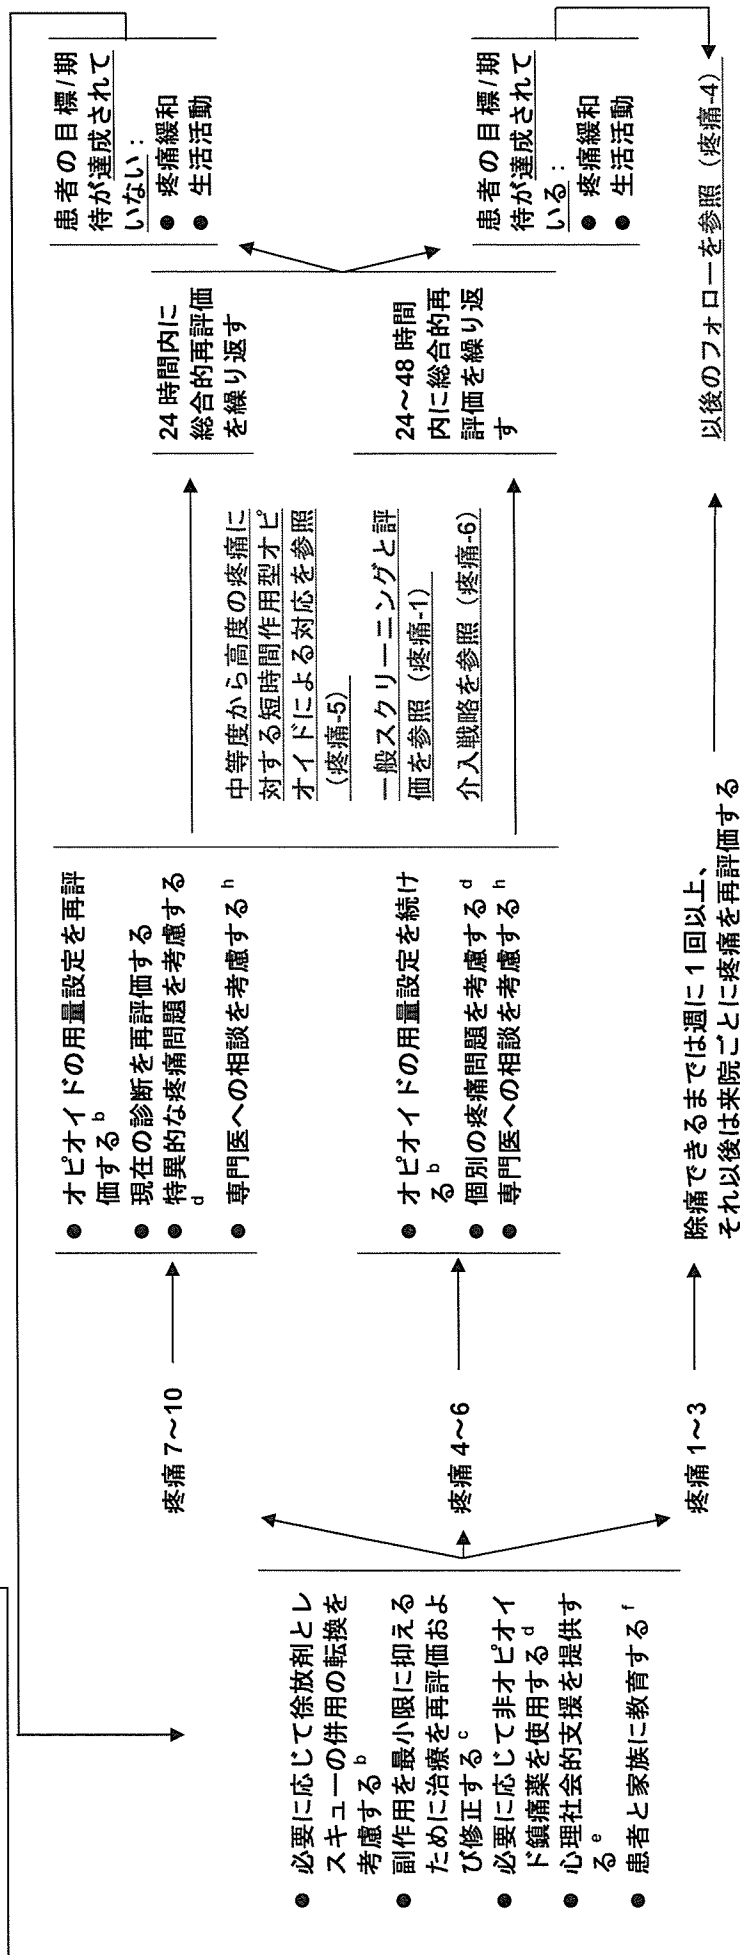 ● 必要に応じて徐放剤とレ
スキューの併用の転換を
考慮する b
● 副作用を最小限に抑える
ために治療を再評価およ
び修正する c
● 必要に応じて非オピオイ
ド鎮痛薬を使用する d
● 心理社会的支援を提供す
る e
● 患者と家族に教育する f
疼痛 7～10
疼痛 4～6
疼痛 1～3
● オピオイドの用量設定を再評
価する b
● 現在の診断を再評価する
● 特異的な疼痛問題を考慮する
d
● 専門医への相談を考慮する h
● オピオイドの用量設定を続け
る b
● 個別の疼痛問題を考慮する d
● 専門医への相談を考慮する h
除痛できるまでは週に 1 回以上、
それ以後は来院ごとに疼痛を再評価する
中等度から高度の疼痛に
対する短時間作用型オピ
オイドによる対応を参照
（疼痛-5）
一般スクリーニングと評
価を参照（疼痛-1）
介入戦略を参照（疼痛-6）
24 時間内に
総合的再評価
を繰り返す
24～48 時間
内に総合的再
評価を繰り返
す
患者の目標/期
待が達成されて
いない：
● 疼痛緩和
● 生活活動
患者の目標/期
待が達成されて
いる：
● 疼痛緩和
● 生活活動
以後のフォローを参照（疼痛-4）